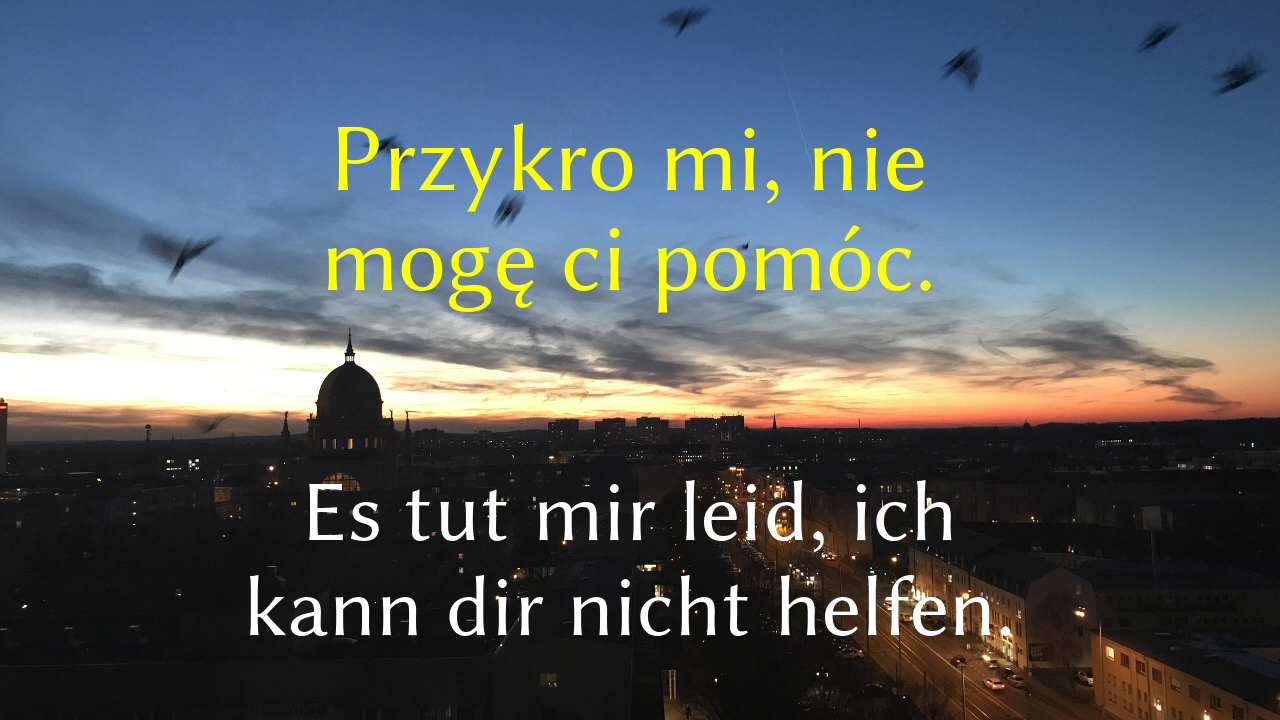 Przykro mi, nie
mogę ci pomóc.
Es tut mir leid, ich
kann dir nicht helfen